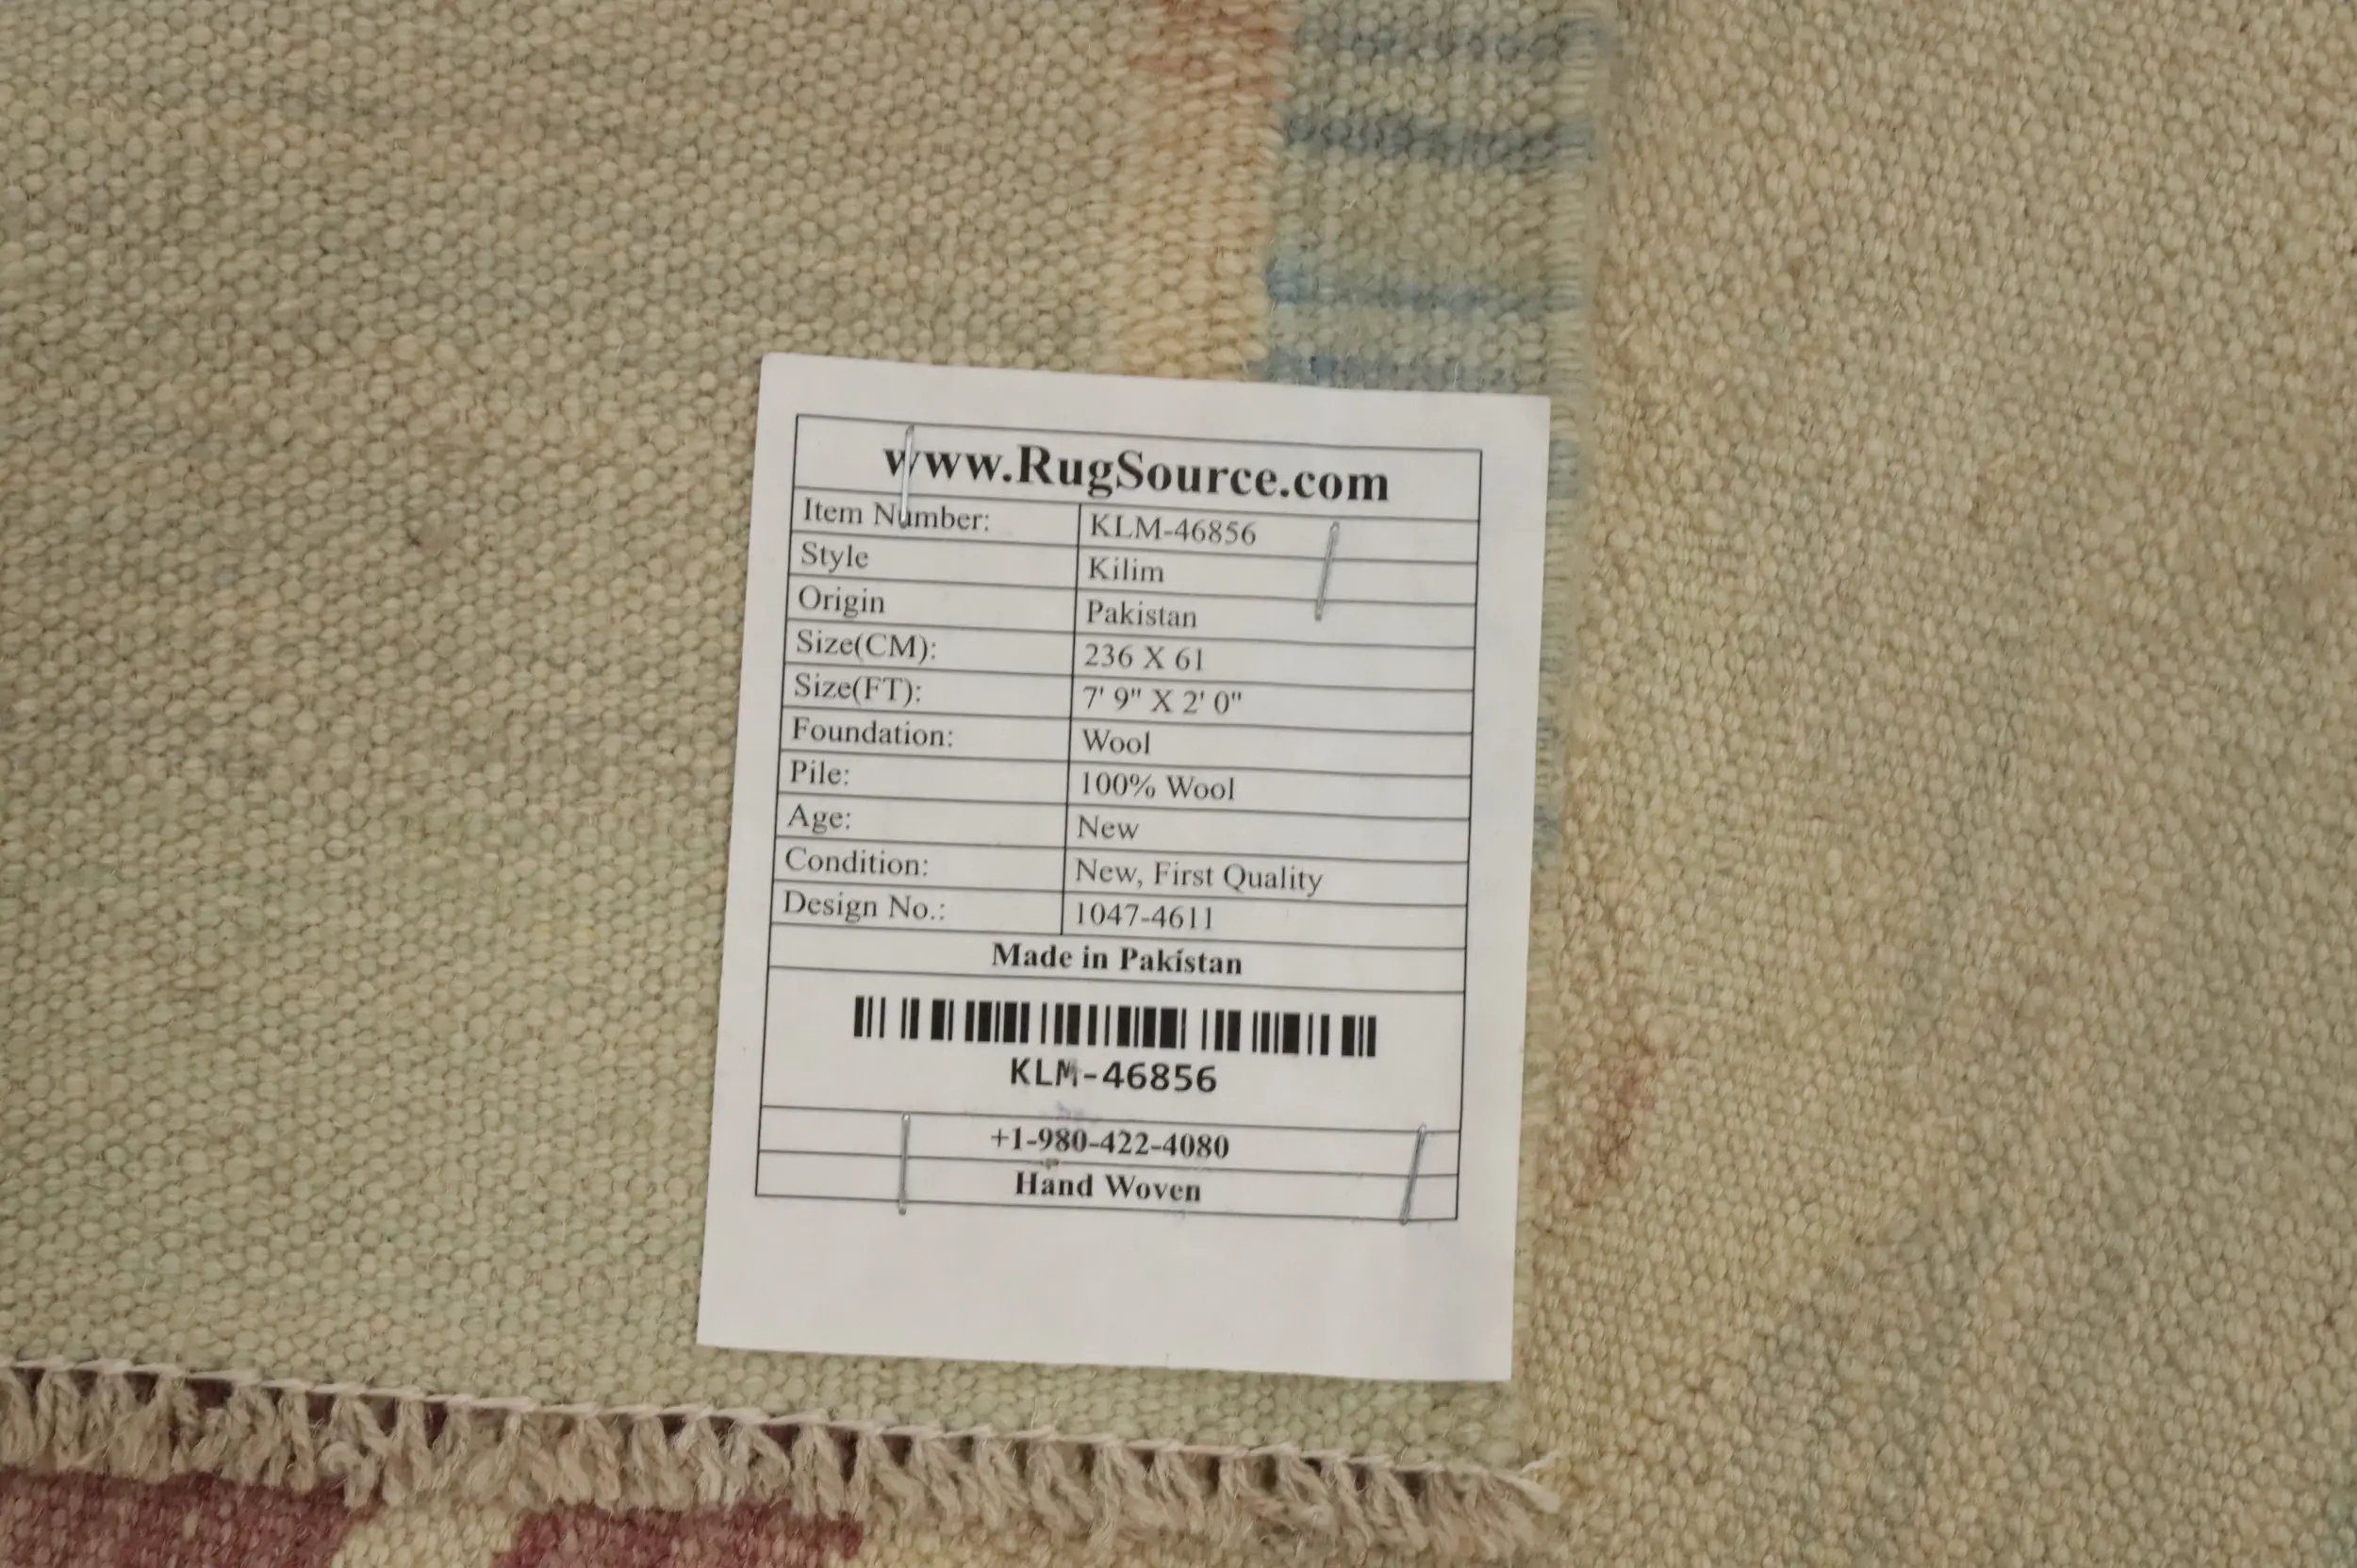 www.RugSource.com
Item Number: KLM-46856
Style Kilim
Origin Pakistan
Size(CM): 236 X 61
Size(FT): 7' 9" X 2' 0"
Foundation: Wool
Pile: 100% Wool
Age: New
Condition: New, First Quality
Design No.: 1047-4611
Made in Pakistan
KLM-46856
+1-980-422-4080
Hand Woven